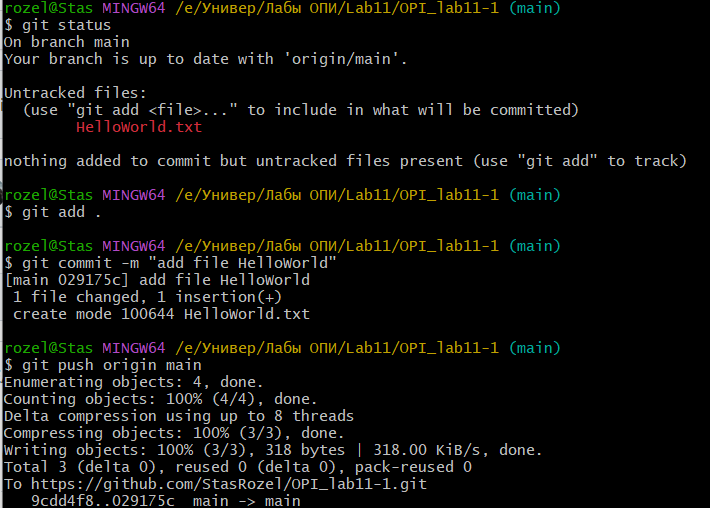 rozel@Stas MINGW64 /e/Универ/Лабы ОПИ/Lab11/OPI_lab11-1 (main)
$ git status
On branch main
Your branch is up to date with 'origin/main'.
Untracked files:
  (use "git add <file>..." to include in what will be committed)
        HelloWorld.txt
nothing added to commit but untracked files present (use "git add" to track)
rozel@Stas MINGW64 /e/Универ/Лабы ОПИ/Lab11/OPI_lab11-1 (main)
$ git add .
rozel@Stas MINGW64 /e/Универ/Лабы ОПИ/Lab11/OPI_lab11-1 (main)
$ git commit -m "add file HelloWorld"
[main 029175c] add file HelloWorld
 1 file changed, 1 insertion(+)
 create mode 100644 HelloWorld.txt
rozel@Stas MINGW64 /e/Универ/Лабы ОПИ/Lab11/OPI_lab11-1 (main)
$ git push origin main
Enumerating objects: 4, done.
Counting objects: 100% (4/4), done.
Delta compression using up to 8 threads
Compressing objects: 100% (3/3), done.
Writing objects: 100% (3/3), 318 bytes | 318.00 KiB/s, done.
Total 3 (delta 0), reused 0 (delta 0), pack-reused 0
To https://github.com/StasRozel/OPI_lab11-1.git
   9cdd4f8..029175c  main -> main